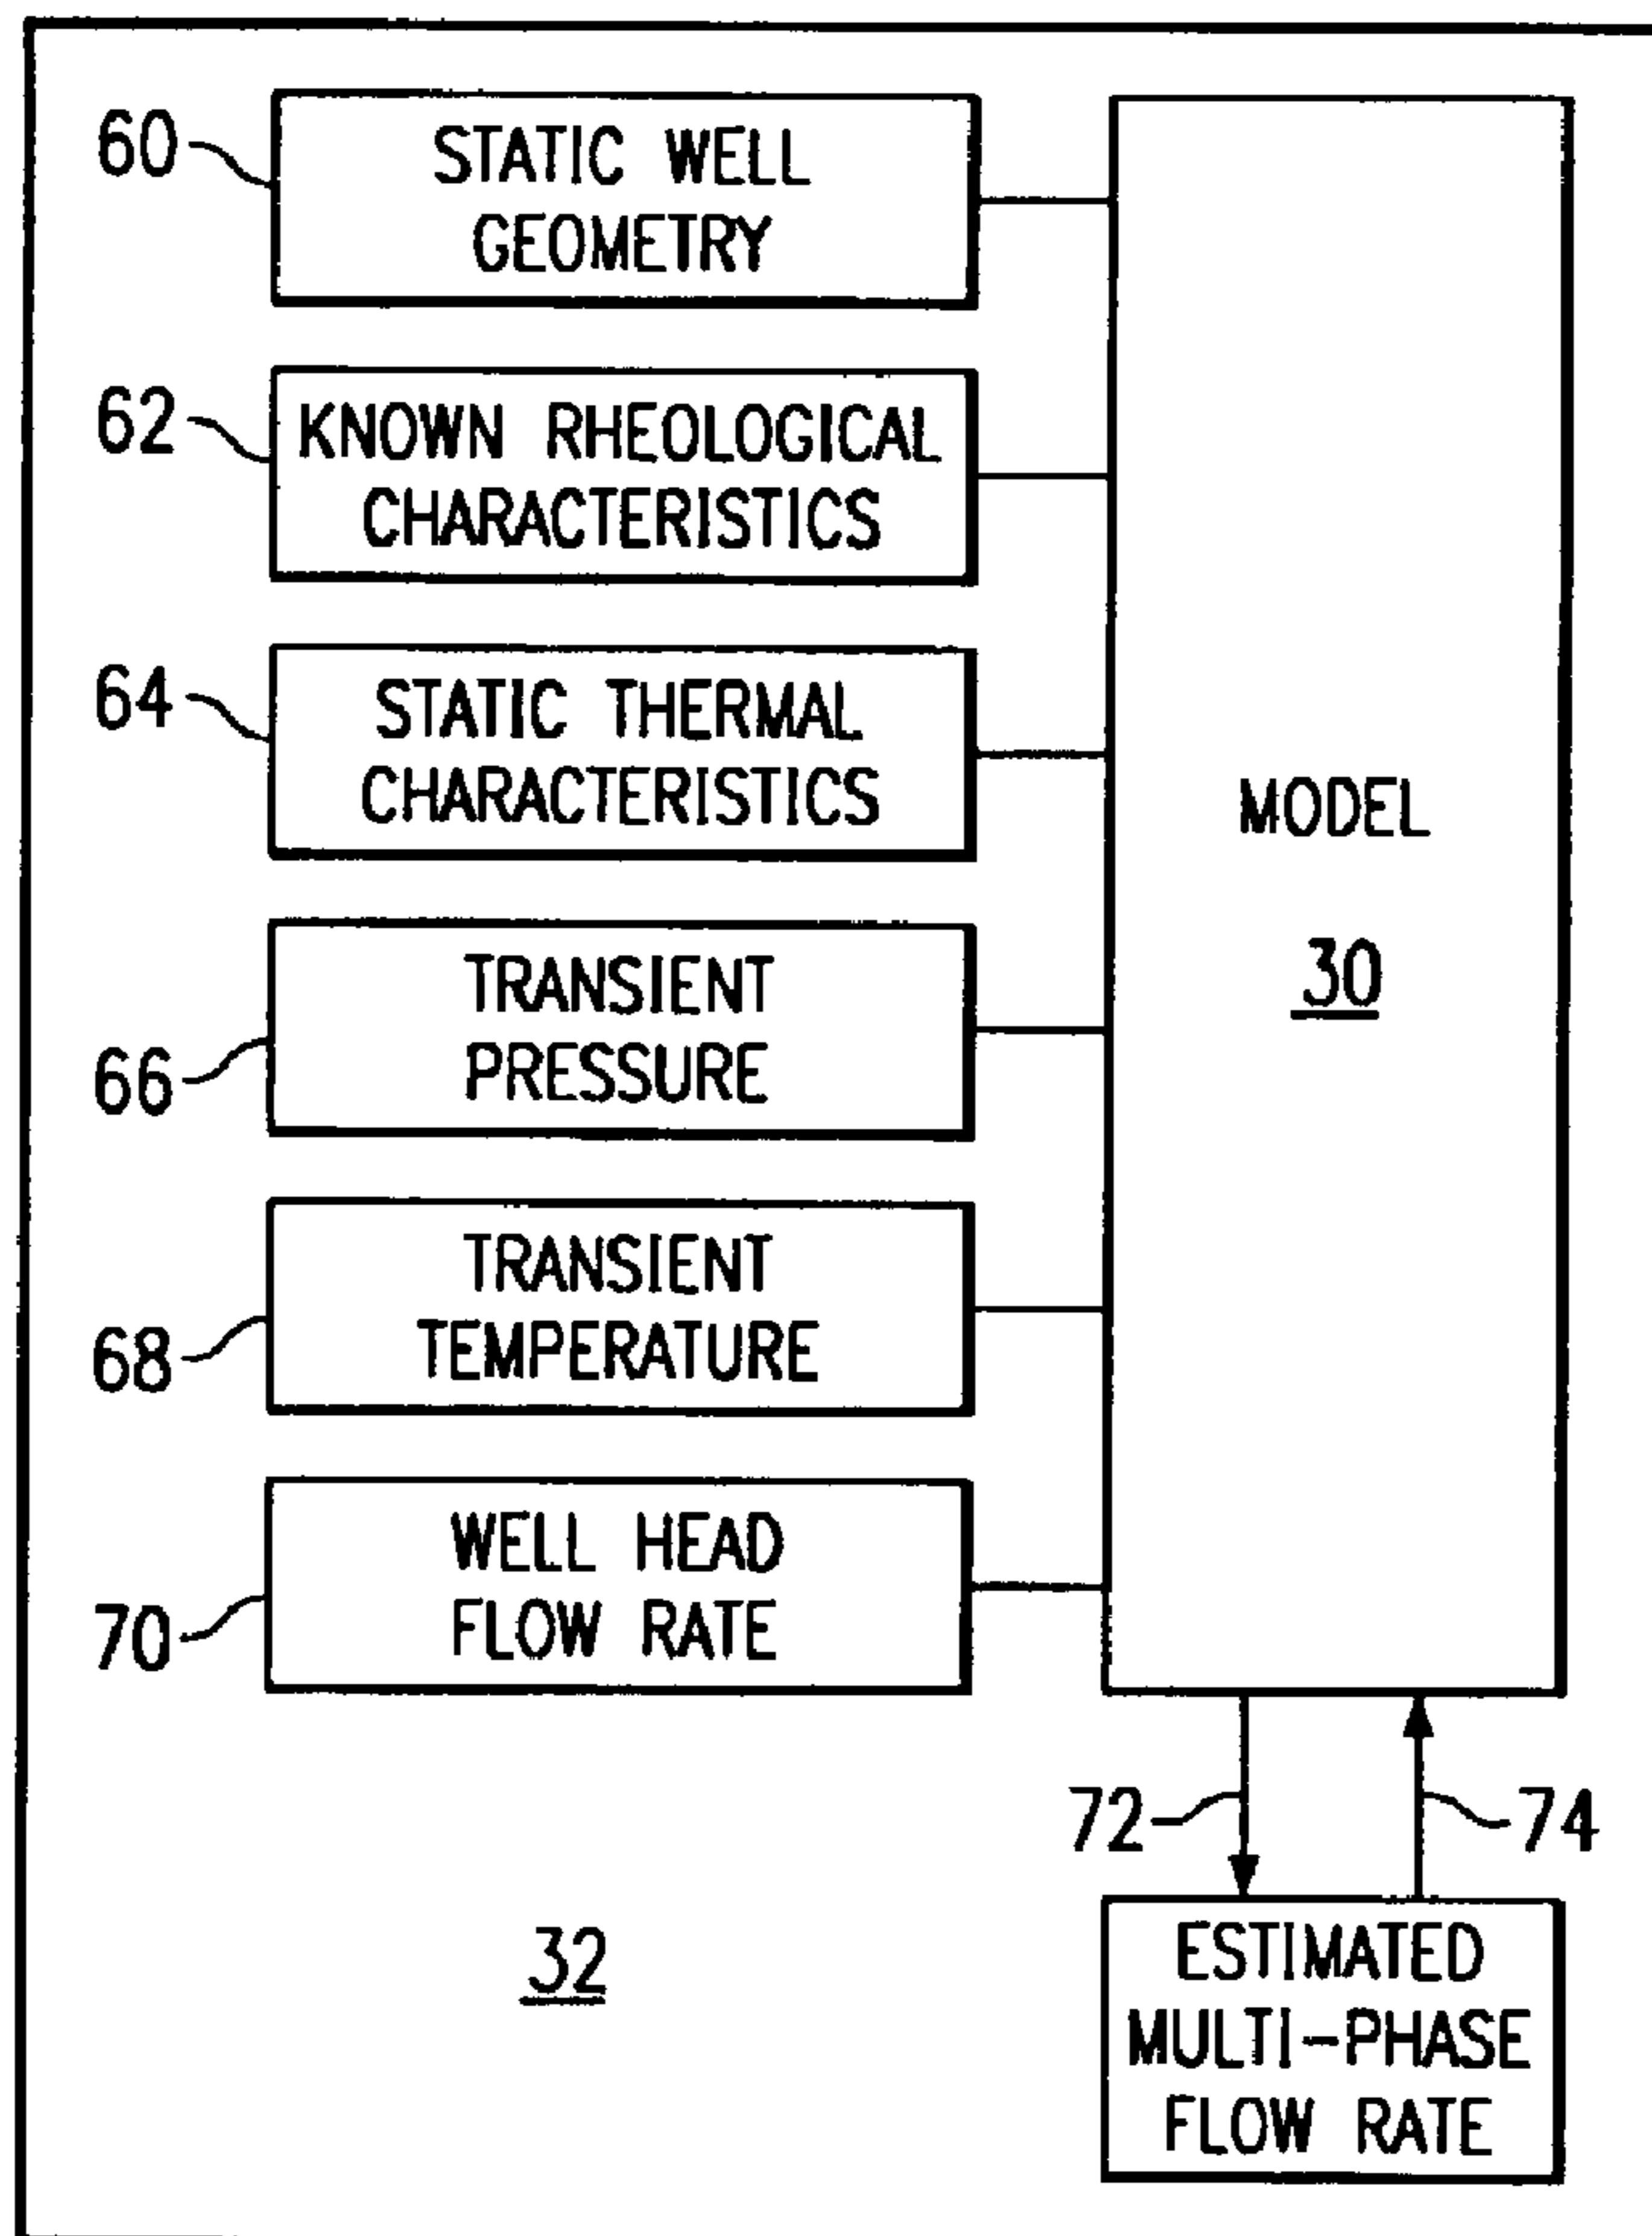 60
STATIC WELL
GEOMETRY
62
KNOWN RHEOLOGICAL
CHARACTERISTICS
64
STATIC THERMAL
CHARACTERISTICS
MODEL
30
66
TRANSIENT
PRESSURE
68
TRANSIENT
TEMPERATURE
70
WELL HEAD
FLOW RATE
72
74
32
ESTIMATED
MULTI-PHASE
FLOW RATE